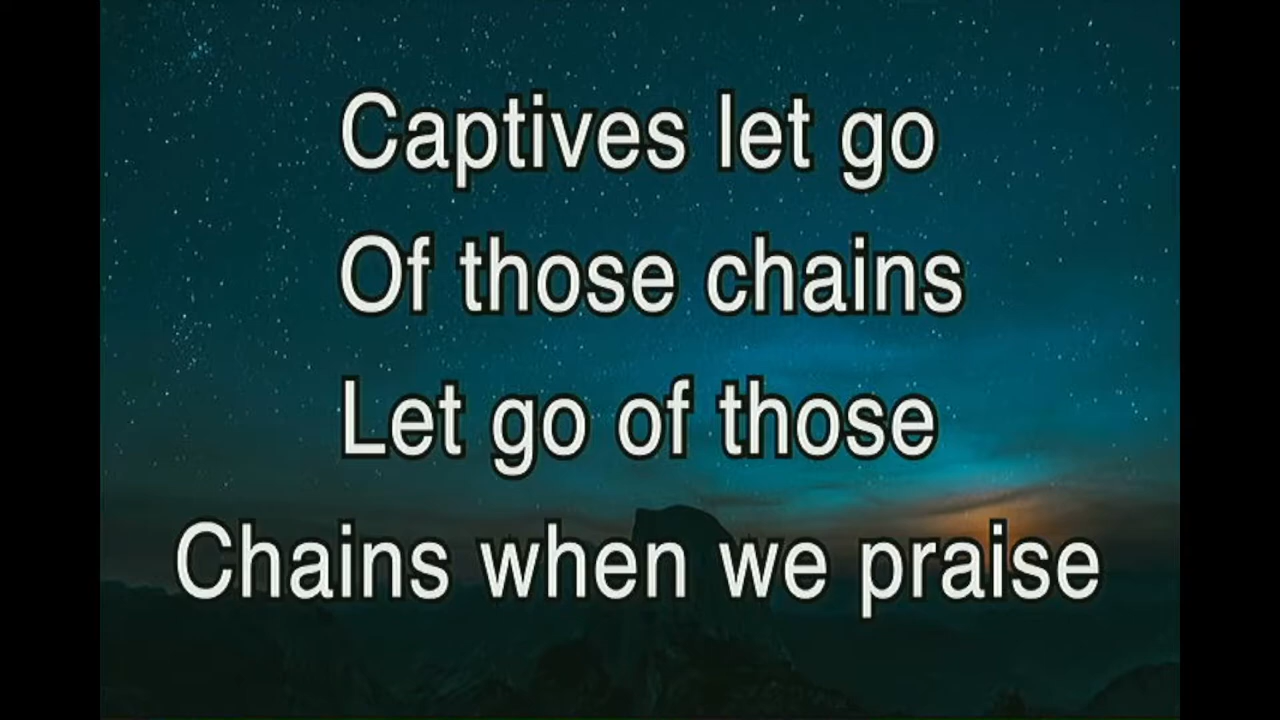 Captives let go
Of those chains
Let go of those
Chains when we praise